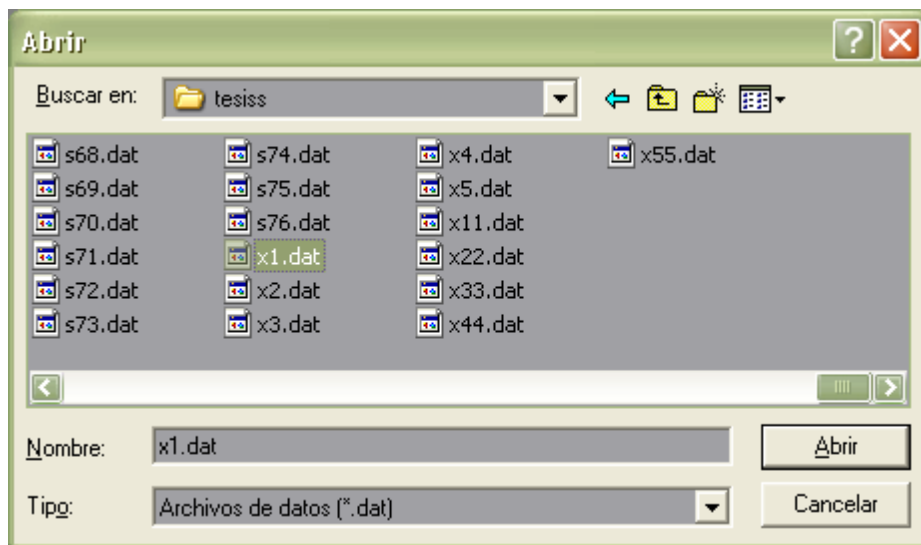 Abrir
Buscar en: tesiss
s68.dat s74.dat x4.dat x55.dat
s69.dat s75.dat x5.dat
s70.dat s76.dat x11.dat
s71.dat x1.dat x22.dat
s72.dat x2.dat x33.dat
s73.dat x3.dat x44.dat
Nombre: x1.dat Abrir
Tipo: Archivos de datos (*.dat) Cancelar